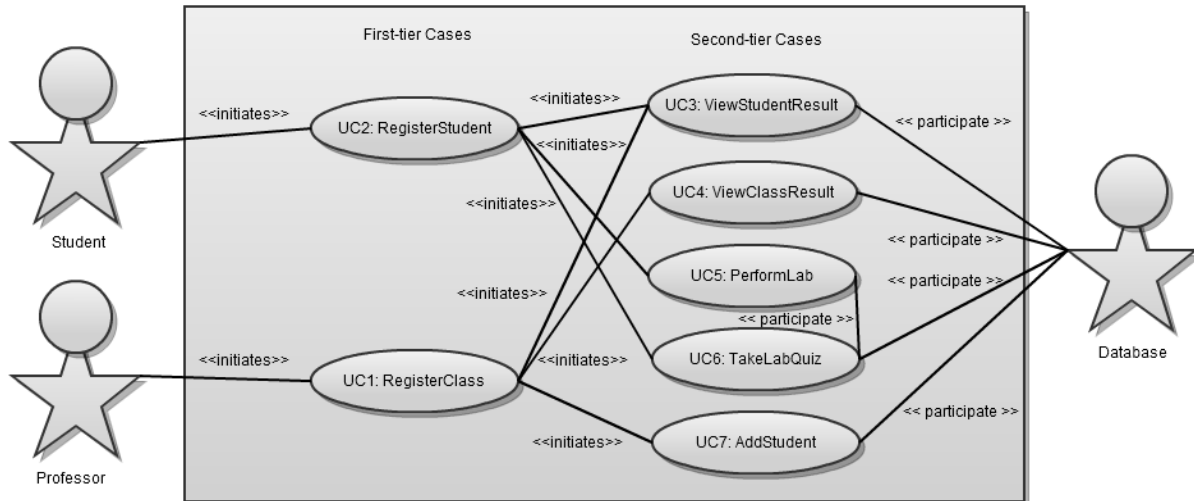 First-tier Cases
Second-tier Cases
<<initiates>>
UC2: RegisterStudent
<<initiates>>
UC3: ViewStudentResult
<< participate >>
<<initiates>>
UC4: ViewClassResult
<<initiates>>
Student
<< participate >>
<<initiates>>
UC5: PerformLab
<< participate >>
<< participate >>
Database
<<initiates>>
UC1: RegisterClass
<<initiates>>
UC6: TakeLabQuiz
<< participate >>
<<initiates>>
UC7: AddStudent
Professor